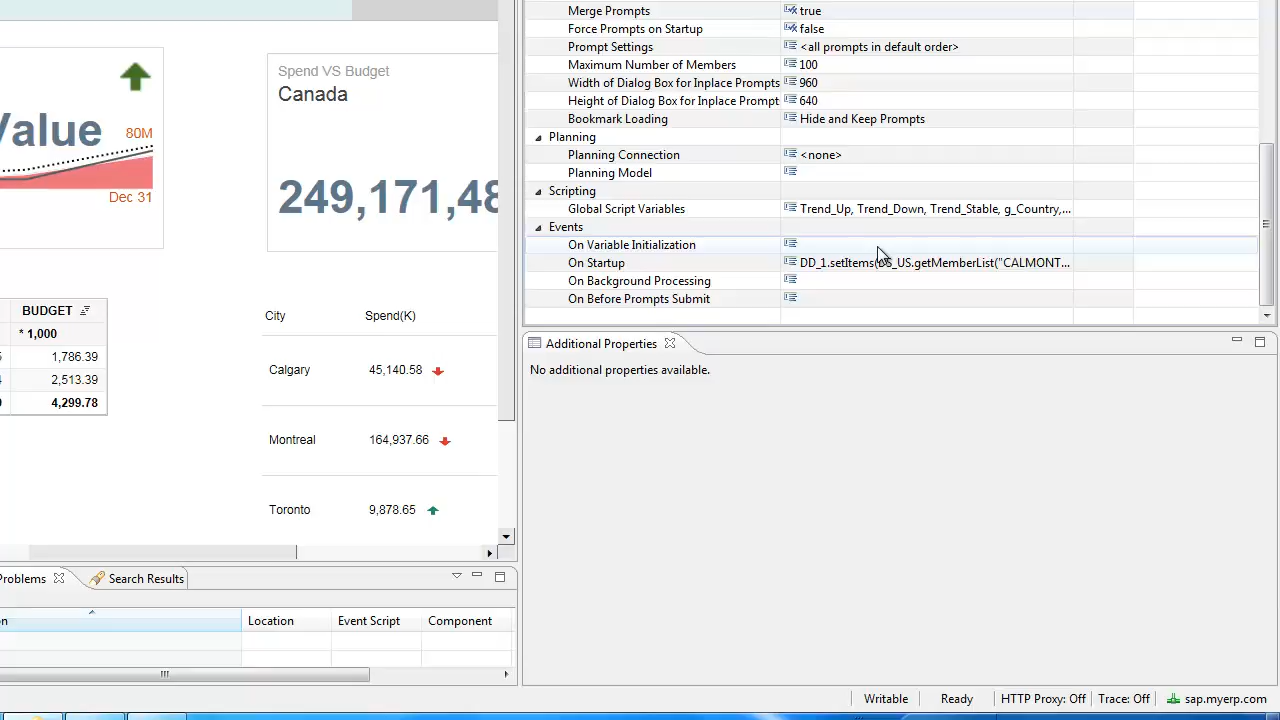 Value
80M
Dec 31
Spend VS Budget
Canada
249,171,48
BUDGET
* 1,000
1,786.39
2,513.39
4,299.78
City Spend(K)
Calgary 45,140.58
Montreal 164,937.66
Toronto 9,878.65
Problems Search Results
Location Event Script Component
Merge Prompts true
Force Prompts on Startup false
Prompt Settings <all prompts in default order>
Maximum Number of Members 100
Width of Dialog Box for Inplace Prompts 960
Height of Dialog Box for Inplace Prompt 640
Bookmark Loading Hide and Keep Prompts
Planning
Planning Connection <none>
Planning Model
Scripting
Global Script Variables Trend_Up, Trend_Down, Trend_Stable, g_Country,...
Events
On Variable Initialization
On Startup DD_1.setItems( S_US.getMemberList("CALMONT...
On Background Processing
On Before Prompts Submit
Additional Properties
No additional properties available.
Writable Ready HTTP Proxy: Off Trace: Off sap.myerp.com